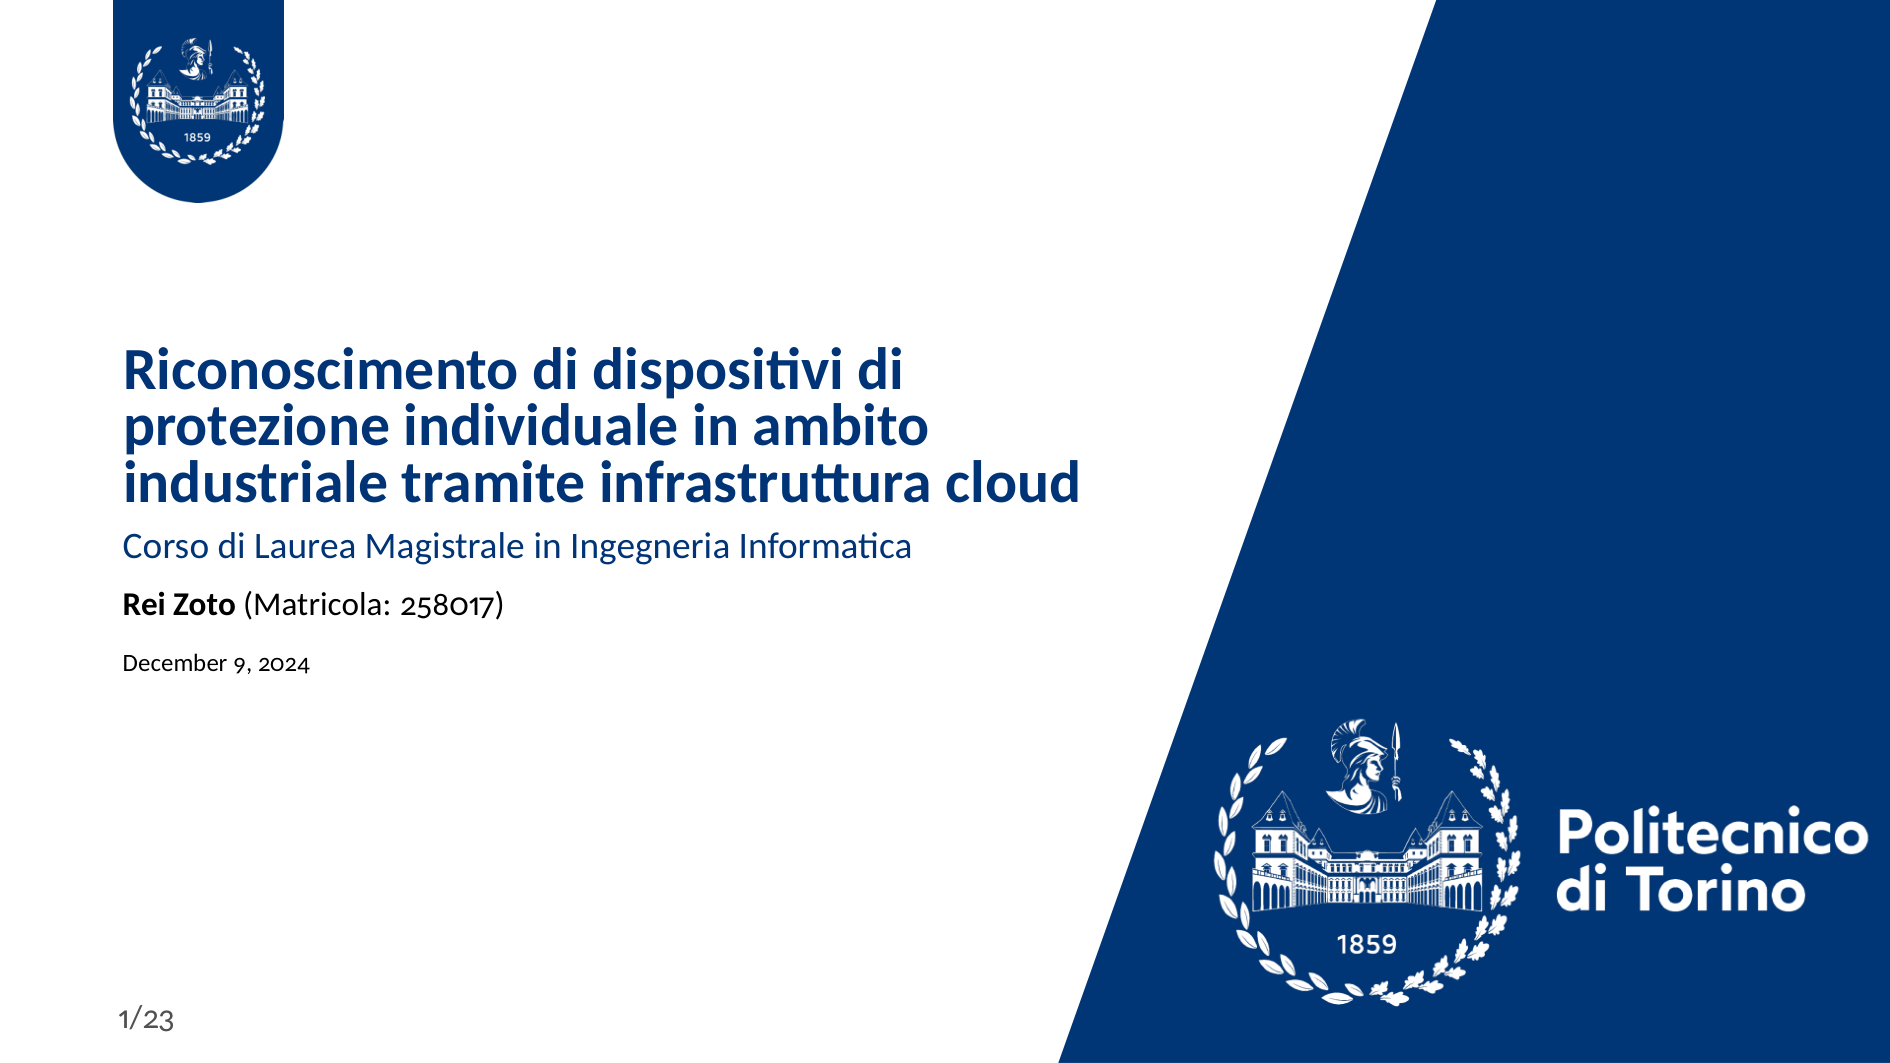 1859
Riconoscimento di dispositivi di
protezione individuale in ambito
industriale tramite infrastruttura cloud
Corso di Laurea Magistrale in Ingegneria Informatica
Rei Zoto (Matricola: 258017)
December 9, 2024
Politecnico
di Torino
1859
1/23